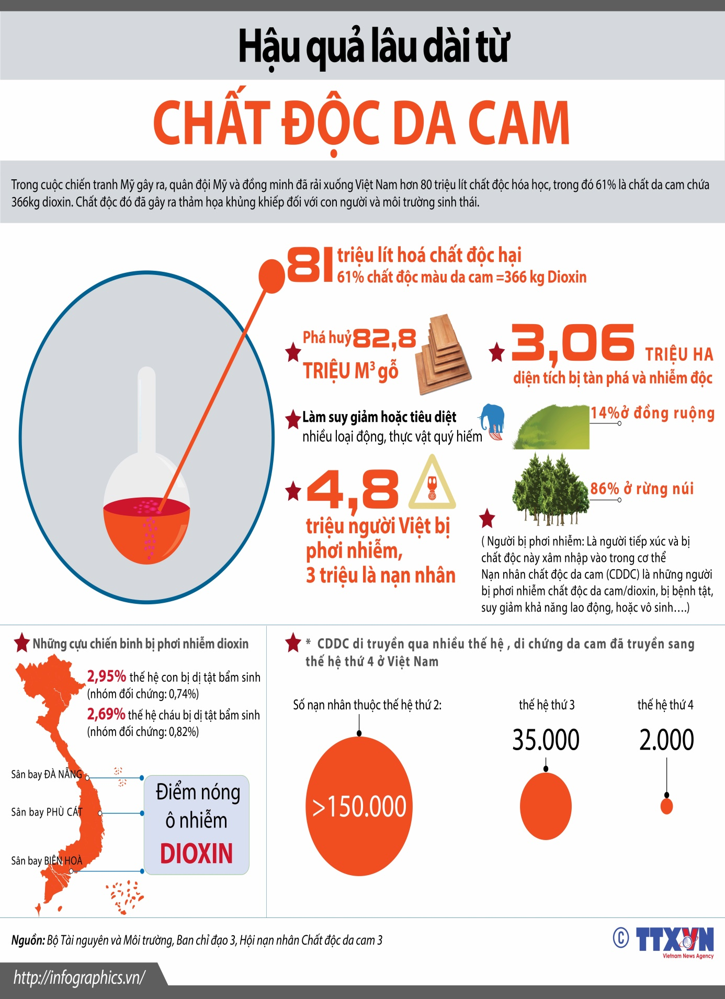 Hậu quả lâu dài từ
CHẤT ĐỘC DA CAM
Trong cuộc chiến tranh Mỹ gây ra, quân đội Mỹ và đồng minh đã rải xuống Việt Nam hơn 80 triệu lít chất độc hóa học, trong đó 61% là chất da cam chứa
366kg dioxin. Chất độc đó đã gây ra thảm họa khủng khiếp đối với con người và môi trường sinh thái.
81 triệu lít hoá chất độc hại
61% chất độc màu da cam =366 kg Dioxin
Phá huỷ 82,8
TRIỆU M³ gỗ
3,06 TRIỆU HA
diện tích bị tàn phá và nhiễm độc
Làm suy giảm hoặc tiêu diệt
nhiều loại động, thực vật quý hiếm
14%ở đồng ruộng
86% ở rừng núi
4,8
triệu người Việt bị
phơi nhiễm,
3 triệu là nạn nhân
( Người bị phơi nhiễm: Là người tiếp xúc và bị
chất độc này xâm nhập vào trong cơ thể
Nạn nhân chất độc da cam (CDDC) là những người
bị phơi nhiễm chất độc da cam/dioxin, bị bệnh tật,
suy giảm khả năng lao động, hoặc vô sinh....)
Những cựu chiến binh bị phơi nhiễm dioxin
2,95% thế hệ con bị dị tật bẩm sinh
(nhóm đối chứng: 0,74%)
2,69% thế hệ cháu bị dị tật bẩm sinh
(nhóm đối chứng: 0,82%)
Sân bay ĐÀ NẴNG
Sân bay PHÙ CÁT
Sân bay BIÊN HOÀ
Điểm nóng
ô nhiễm
DIOXIN
* CDDC di truyền qua nhiều thế hệ , di chứng da cam đã truyền sang
thế hệ thứ 4 ở Việt Nam
Số nạn nhân thuộc thế hệ thứ 2:
>150.000
thế hệ thứ 3
35.000
thế hệ thứ 4
2.000
Nguồn: Bộ Tài nguyên và Môi trường, Ban chỉ đạo 3, Hội nạn nhân Chất độc da cam 3
© TTXVN
Vietnam News Agency
http://infographics.vn/